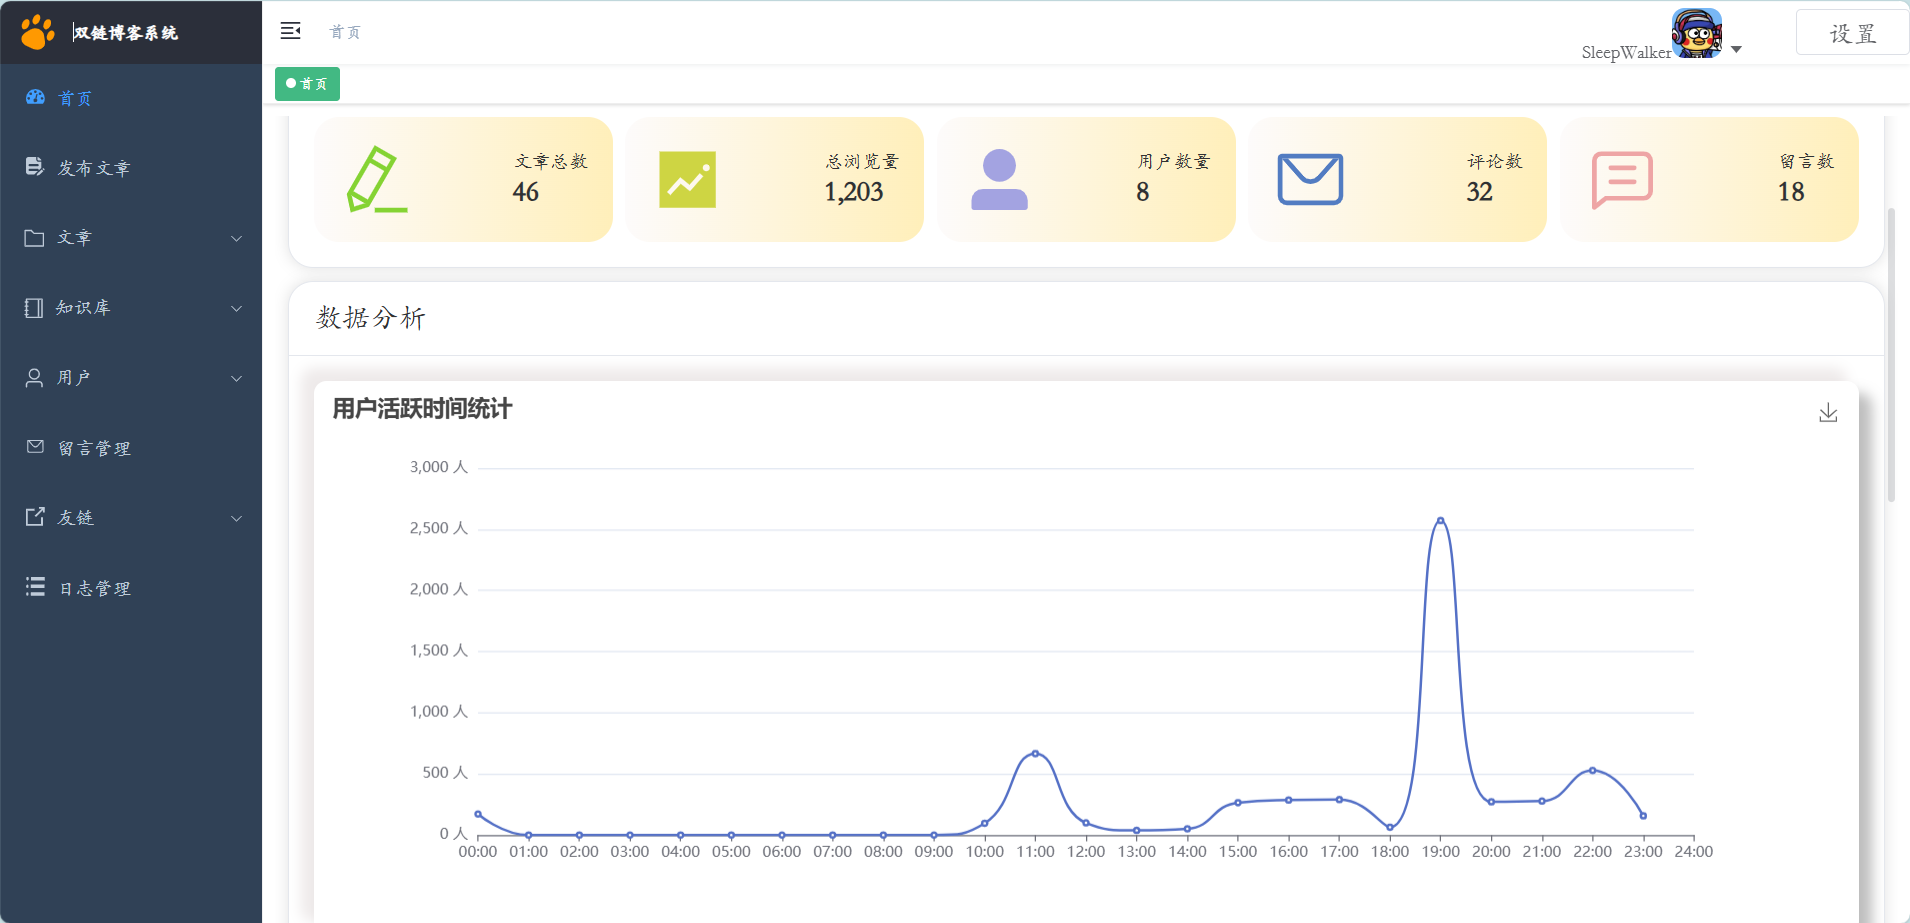 双链博客系统
首页
SleepWalker
设置
首页
首页
发布文章
文章
知识库
用户
留言管理
友链
日志管理
文章总数
46
总浏览量
1,203
用户数量
8
评论数
32
留言数
18
数据分析
用户活跃时间统计
3,000 人
2,500 人
2,000 人
1,500 人
1,000 人
500 人
0 人
00:00 01:00 02:00 03:00 04:00 05:00 06:00 07:00 08:00 09:00 10:00 11:00 12:00 13:00 14:00 15:00 16:00 17:00 18:00 19:00 20:00 21:00 22:00 23:00 24:00